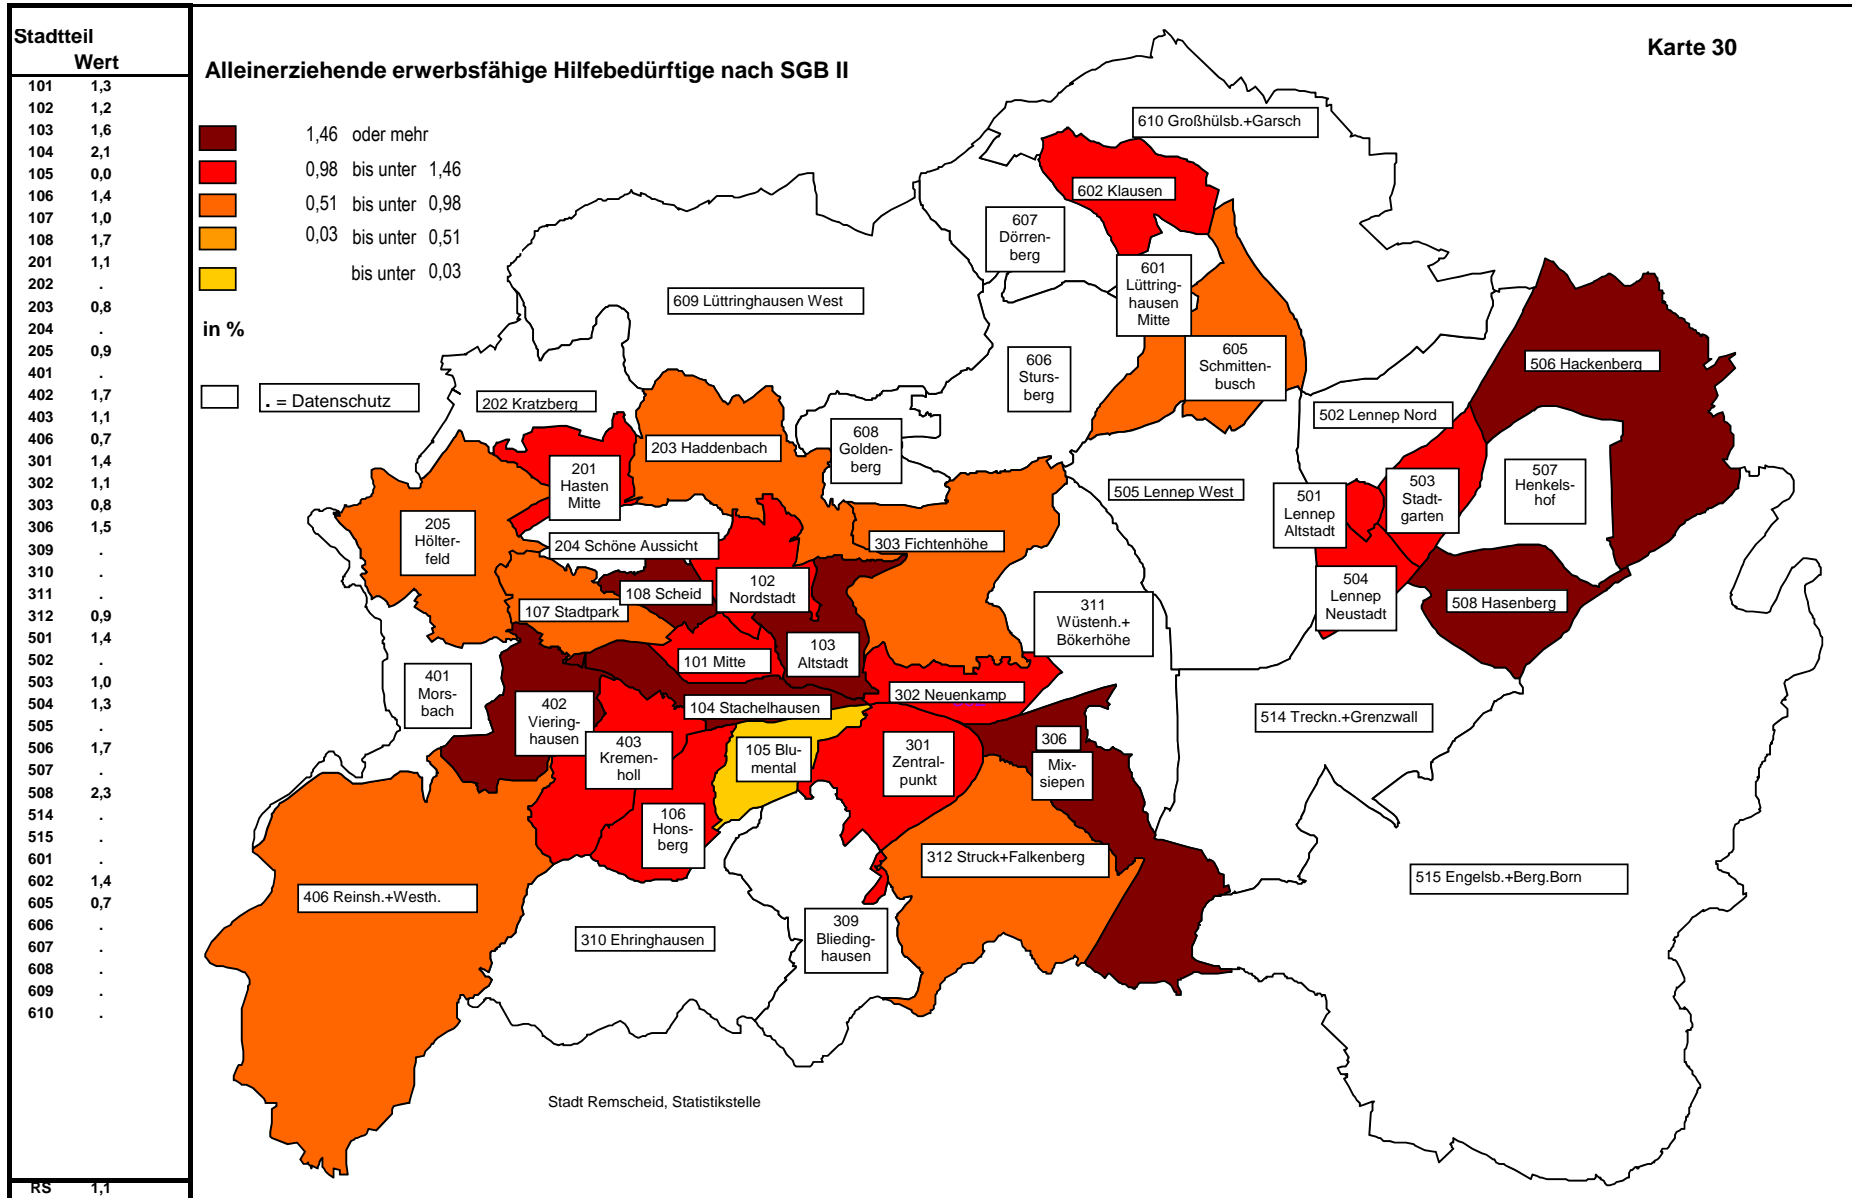 Stadtteil
Wert
101 1,3
102 1,2
103 1,6
104 2,1
105 0,0
106 1,4
107 1,0
108 1,7
201 1,1
202 .
203 0,8
204 .
205 0,9
401 .
402 1,7
403 1,1
406 0,7
301 1,4
302 1,1
303 0,8
306 1,5
309 .
310 .
311 .
312 0,9
501 1,4
502 .
503 1,0
504 1,3
505 .
506 1,7
507 .
508 2,3
514 .
515 .
601 .
602 1,4
605 0,7
606 .
607 .
608 .
609 .
610 .
RS 1,1
Karte 30
Alleinerziehende erwerbsfähige Hilfebedürftige nach SGB II
1,46 oder mehr
0,98 bis unter 1,46
0,51 bis unter 0,98
0,03 bis unter 0,51
bis unter 0,03
in %
. = Datenschutz
610 Großhülsb.+Garsch
602 Klausen
607
Dörren-
berg
601
Lüttring-
hausen
Mitte
609 Lüttringhausen West
605
Schmitten-
busch
606
Sturs-
berg
506 Hackenberg
202 Kratzberg
502 Lennep Nord
203 Haddenbach
608
Golden-
berg
201
Hasten
Mitte
505 Lennep West
501
Lennep
Altstadt
503
Stadt-
garten
507
Henkels-
hof
205
Hölter-
feld
204 Schöne Aussicht
303 Fichtenhöhe
102
Nordstadt
108 Scheid
107 Stadtpark
504
Lennep
Neustadt
508 Hasenberg
311
Wüstenh.+
Bökerhöhe
103
Altstadt
101 Mitte
401
Mors-
bach
402
Viering-
hausen
302 Neuenkamp
104 Stachelhausen
514 Treckn.+Grenzwall
403
Kremen-
holl
105 Blu-
mental
301
Zentral-
punkt
306
Mix-
siepen
106
Hons-
berg
312 Struck+Falkenberg
515 Engelsb.+Berg.Born
406 Reinsh.+Westh.
310 Ehringhausen
309
Blieding-
hausen
Stadt Remscheid, Statistikstelle